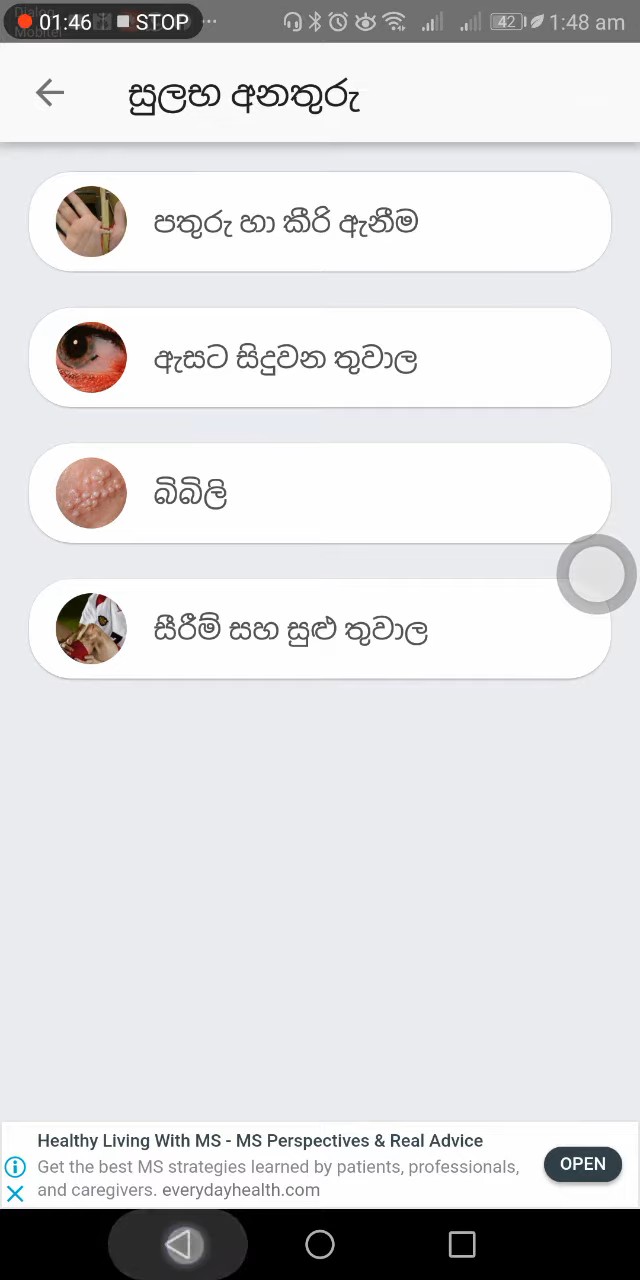 01:46 STOP ... 42 1:48 am
සුලභ අනතුරු
පතුරු හා කීරි ඇනීම
ඇසට සිදුවන තුවාල
බිබිලි
සීරීම් සහ සුළු තුවාල
Healthy Living With MS - MS Perspectives & Real Advice
Get the best MS strategies learned by patients, professionals,
and caregivers. everydayhealth.com
OPEN